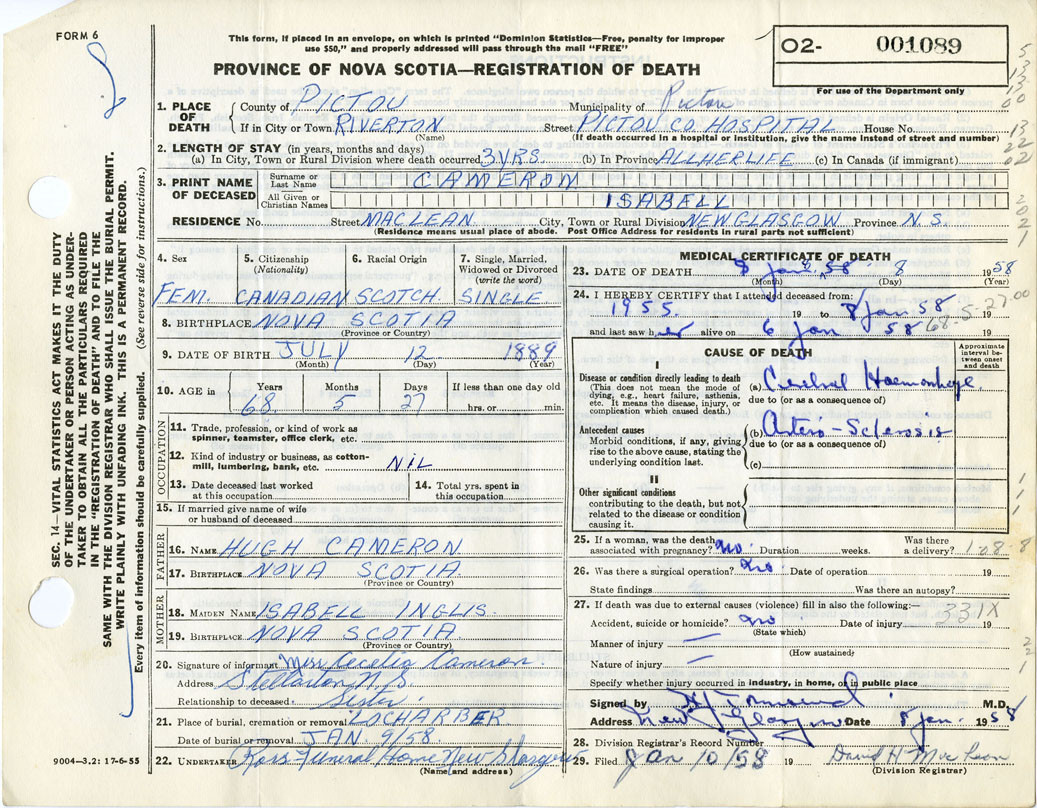 FORM 6
This form, if placed in an envelope, on which is printed "Dominion Statistics—Free, penalty for improper
use $50," and properly addressed will pass through the mail "FREE"
PROVINCE OF NOVA SCOTIA—REGISTRATION OF DEATH
O2- 001089
For use of the Department only
1. PLACE OF DEATH { County of PICTOU Municipality of Pictou
If in City or Town RIVERTON Street PICTOU CO. HOSPITAL House No.
(Name) (If death occurred in a hospital or institution, give the name instead of street and number)
2. LENGTH OF STAY (in years, months and days)
(a) In City, Town or Rural Division where death occurred 3 YRS. (b) In Province ALL HER LIFE (c) In Canada (if immigrant)
3. PRINT NAME OF DECEASED
Surname or Last Name CAMERON
All Given or Christian Names ISABELL
RESIDENCE No. Street MACLEAN City, Town or Rural Division NEW GLASGOW Province N.S.
(Residence means usual place of abode. Post Office Address for residents in rural parts not sufficient)
SEC. 14—VITAL STATISTICS ACT MAKES IT THE DUTY
OF THE UNDERTAKER OR PERSON ACTING AS UNDER-
TAKER TO OBTAIN ALL THE PARTICULARS REQUIRED
IN THE "REGISTRATION OF DEATH" AND TO FILE THE
SAME WITH THE DIVISION REGISTRAR WHO SHALL ISSUE THE BURIAL PERMIT.
WRITE PLAINLY WITH UNFADING INK. THIS IS A PERMANENT RECORD.
Every item of information should be carefully supplied. (See reverse side for instructions.)
4. Sex FEM.
5. Citizenship (Nationality) CANADIAN
6. Racial Origin SCOTCH
7. Single, Married, Widowed or Divorced (write the word) SINGLE
8. BIRTHPLACE NOVA SCOTIA
(Province or Country)
9. DATE OF BIRTH JULY 12 1889
(Month) (Day) (Year)
10. AGE in Years 68 Months 5 Days 27 If less than one day old hrs. or min.
OCCUPATION
11. Trade, profession, or kind of work as
spinner, teamster, office clerk, etc.
12. Kind of industry or business, as cotton-
mill, lumbering, bank, etc. NIL
13. Date deceased last worked
at this occupation
14. Total yrs. spent in
this occupation
15. If married give name of wife
or husband of deceased
FATHER
16. NAME HUGH CAMERON
17. BIRTHPLACE NOVA SCOTIA
(Province or Country)
MOTHER
18. MAIDEN NAME ISABELL INGLIS.
19. BIRTHPLACE NOVA SCOTIA
(Province or Country)
20. Signature of informant Miss Cecelia Cameron.
Address Stellarton N.S
Relationship to deceased Sister.
21. Place of burial, cremation or removal LOCHARBER
Date of burial or removal JAN. 9/58
22. UNDERTAKER Ross Funeral Home New Glasgow
(Name and address)
9004—3.2: 17-6-55
MEDICAL CERTIFICATE OF DEATH
23. DATE OF DEATH 8 Jan 58 8 1958
(Month) (Day) (Year)
24. I HEREBY CERTIFY that I attended deceased from:
1955 19 to 8 Jan 58 19
and last saw her alive on 6 Jan 58 19
68-5-27.00
CAUSE OF DEATH
Approximate interval between onset and death
I
Disease or condition directly leading to death
(This does not mean the mode of
dying, e.g., heart failure, asthenia,
etc. It means the disease, injury, or
complication which caused death.)
(a) Cerebral Haemorrhage
due to (or as a consequence of)
Antecedent causes
Morbid conditions, if any, giving
rise to the above cause, stating the
underlying condition last.
(b) Artero-Sclerosis
due to (or as a consequence of)
(c)
II
Other significant conditions
contributing to the death, but not
related to the disease or condition
causing it.
25. If a woman, was the death
associated with pregnancy? no Duration weeks. Was there
a delivery? 108-8
26. Was there a surgical operation? no Date of operation 19
State findings Was there an autopsy?
27. If death was due to external causes (violence) fill in also the following:—
331X
Accident, suicide or homicide? no Date of injury 19
(State which)
Manner of injury —
(How sustained)
Nature of injury —
Specify whether injury occurred in industry, in home, or in public place
Signed by M.D.
Address New Glasgow Date 8 Jan. 1958
28. Division Registrar's Record Number
29. Filed Jan 10/58 19 David H MacLean
(Division Registrar)